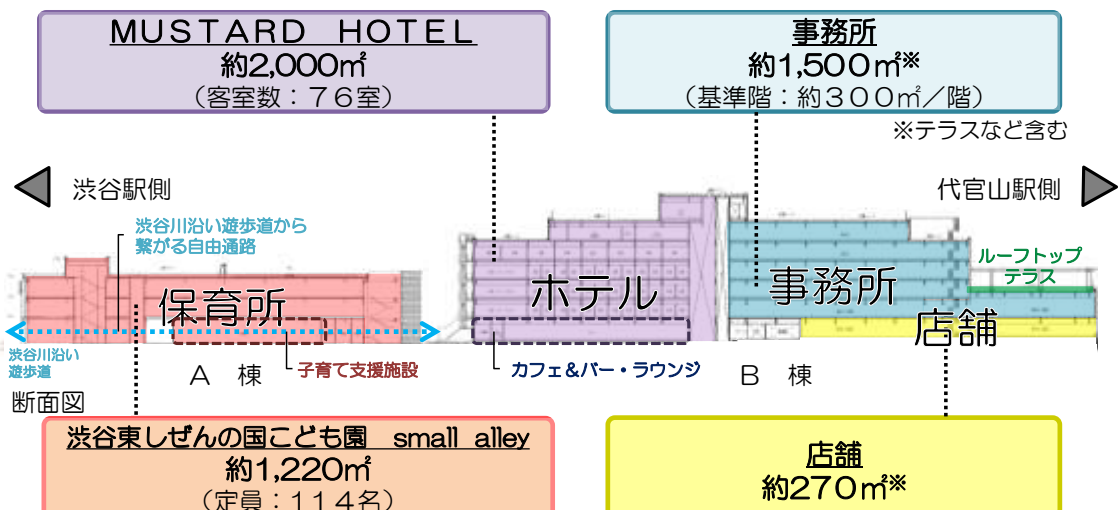 MUSTARD HOTEL
約2,000㎡
（客室数：７６室）
事務所
約1,500㎡※
（基準階：約３００㎡／階）
※テラスなど含む
渋谷駅側
代官山駅側
渋谷川沿い遊歩道から
繋がる自由通路
ルーフトップ
テラス
保育所
ホテル
事務所
店舗
渋谷川沿い
遊歩道
A 棟
子育て支援施設
カフェ＆バー・ラウンジ
B 棟
断面図
渋谷東しぜんの国こども園 small alley
約1,220㎡
（定員：１１４名）
店舗
約270㎡※